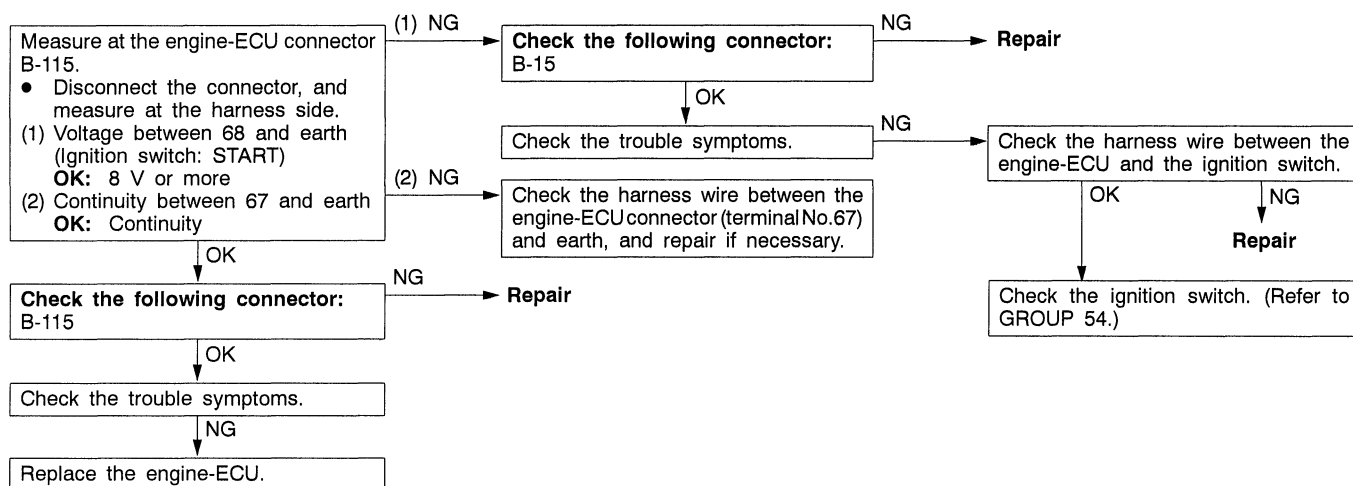 Measure at the engine-ECU connector
B-115.
● Disconnect the connector, and
measure at the harness side.
(1) Voltage between 68 and earth
(Ignition switch: START)
OK: 8 V or more
(2) Continuity between 67 and earth
OK: Continuity
(1) NG
Check the following connector:
B-15
NG
Repair
OK
Check the trouble symptoms.
NG
Check the harness wire between the
engine-ECU and the ignition switch.
OK
NG
Repair
Check the ignition switch. (Refer to
GROUP 54.)
(2) NG
Check the harness wire between the
engine-ECU connector (terminal No.67)
and earth, and repair if necessary.
OK
Check the following connector:
B-115
NG
Repair
OK
Check the trouble symptoms.
NG
Replace the engine-ECU.